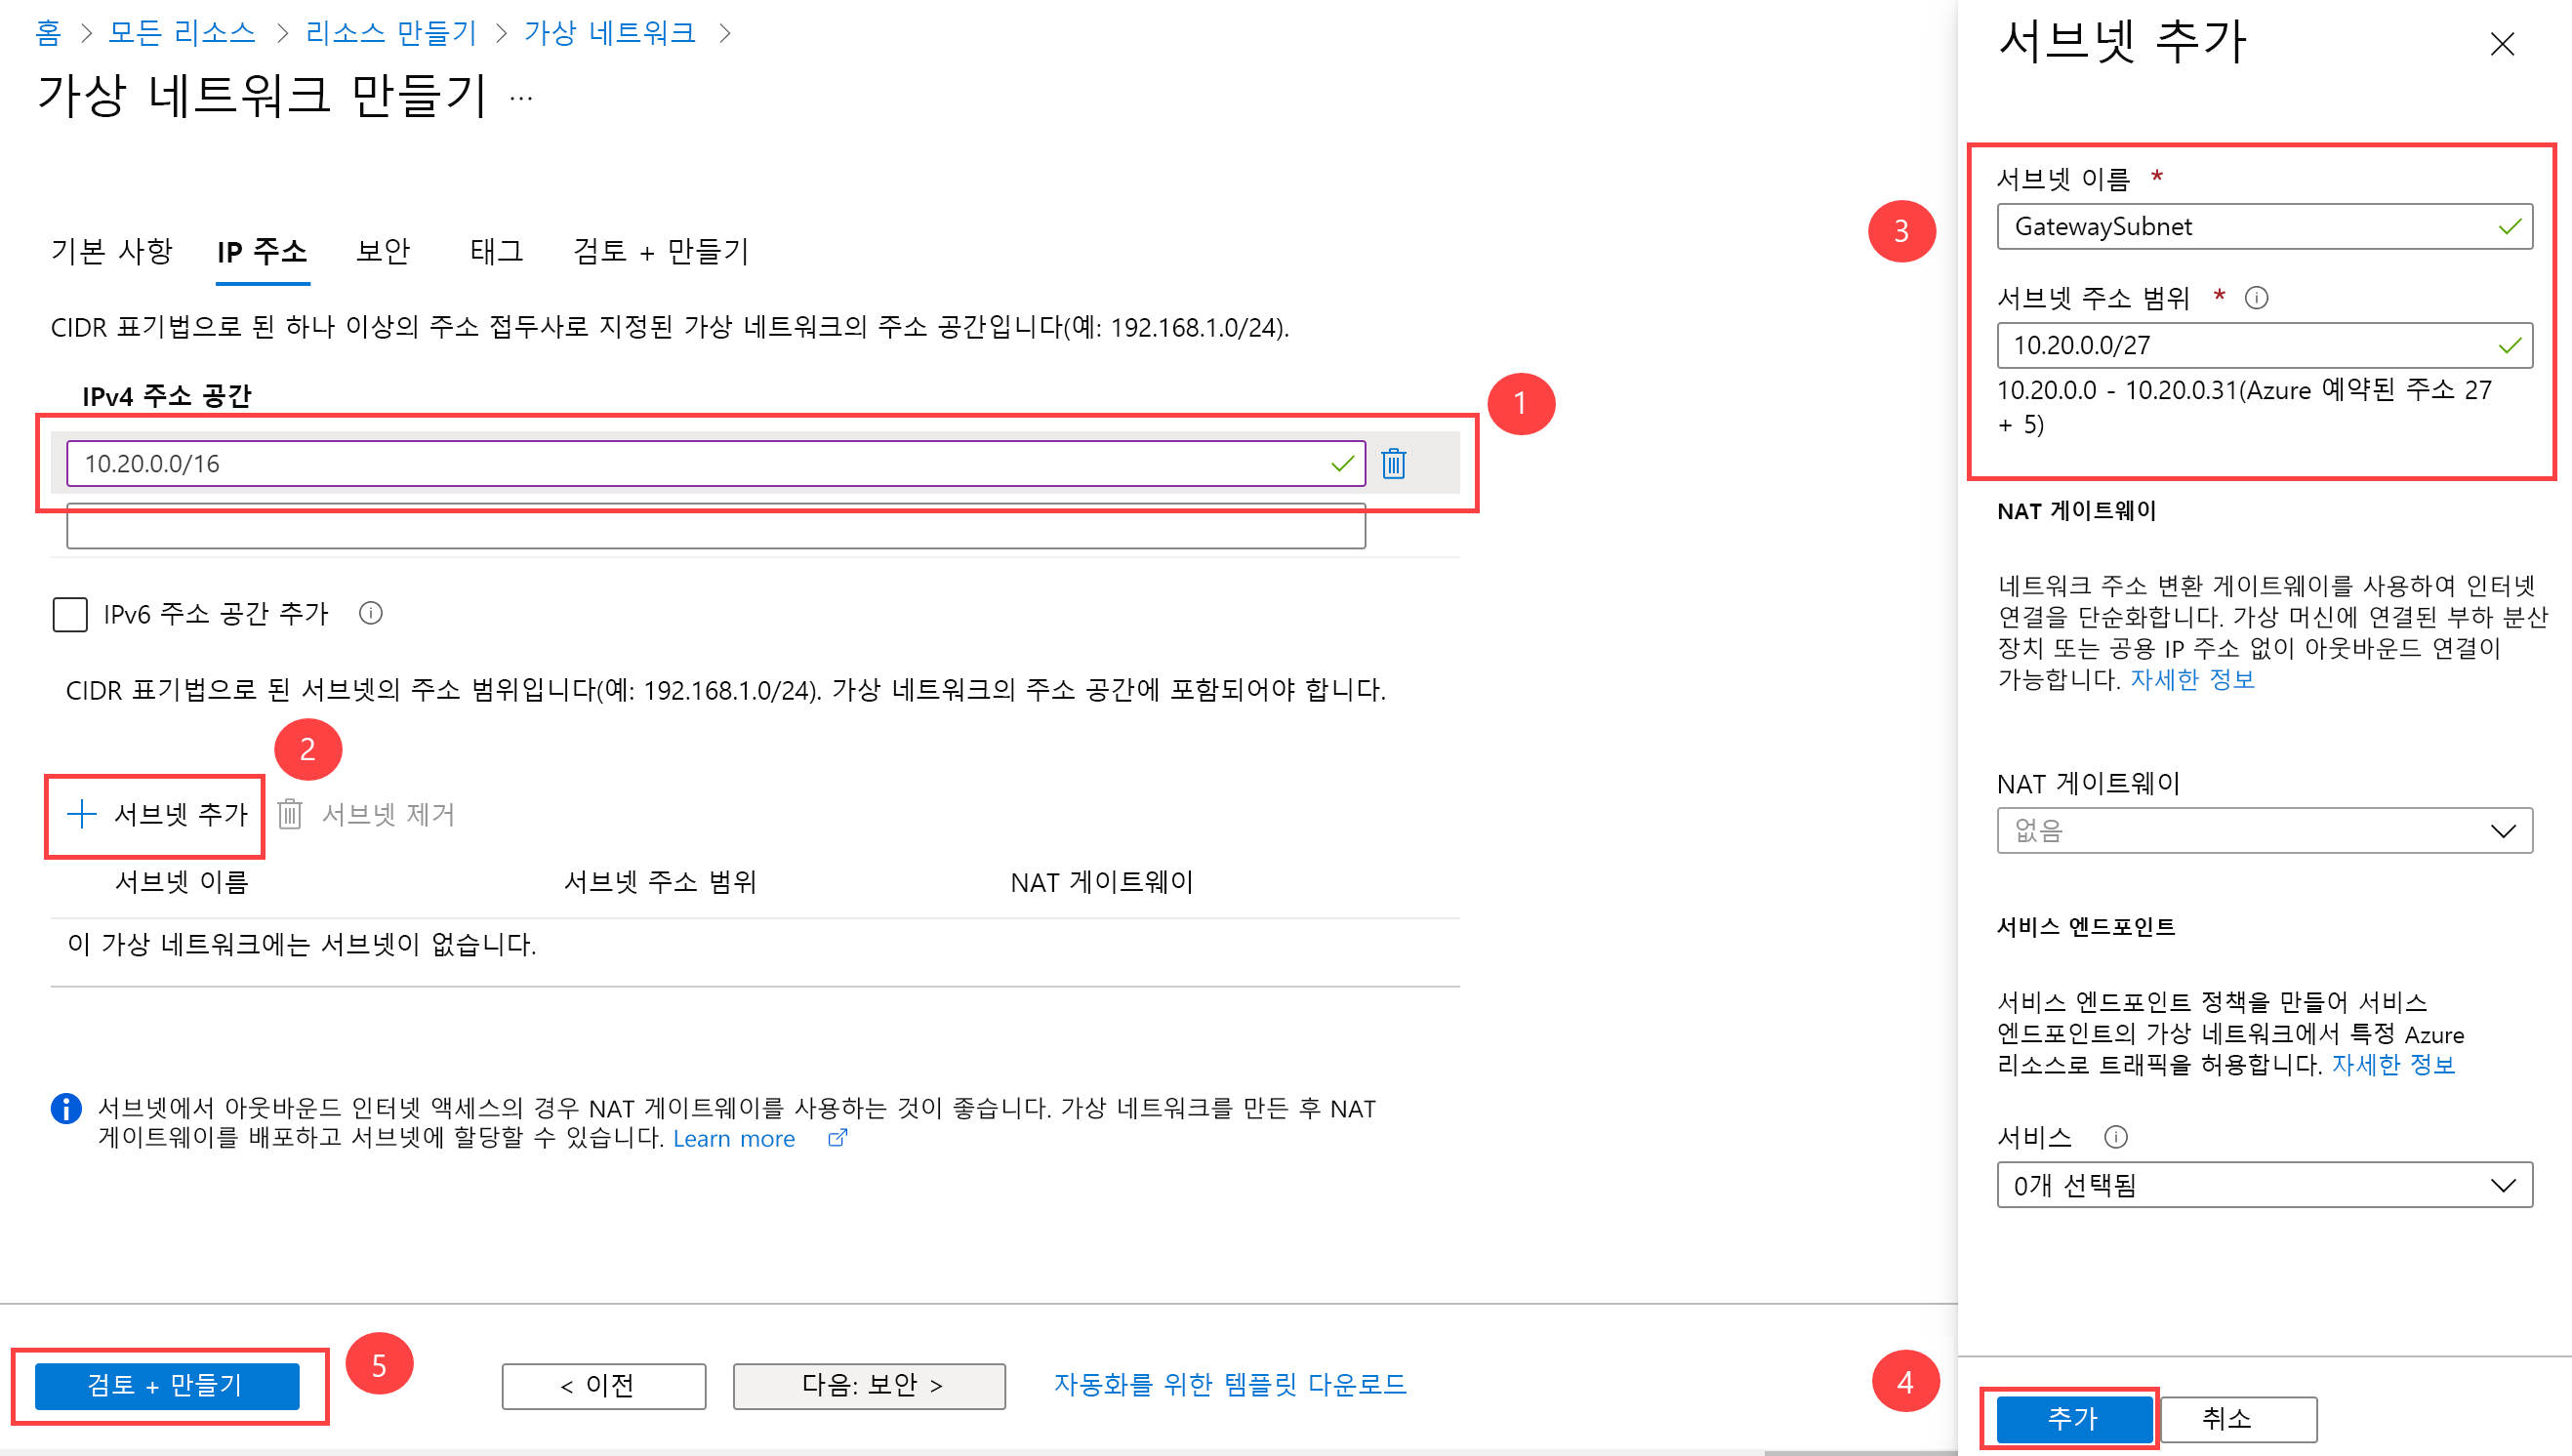 홈 > 모든 리소스 > 리소스 만들기 > 가상 네트워크 >
가상 네트워크 만들기 ...
기본 사항 IP 주소 보안 태그 검토 + 만들기
CIDR 표기법으로 된 하나 이상의 주소 접두사로 지정된 가상 네트워크의 주소 공간입니다(예: 192.168.1.0/24).
IPv4 주소 공간
1
10.20.0.0/16
IPv6 주소 공간 추가
CIDR 표기법으로 된 서브넷의 주소 범위입니다(예: 192.168.1.0/24). 가상 네트워크의 주소 공간에 포함되어야 합니다.
2
+ 서브넷 추가 서브넷 제거
서브넷 이름 서브넷 주소 범위 NAT 게이트웨이
이 가상 네트워크에는 서브넷이 없습니다.
서브넷에서 아웃바운드 인터넷 액세스의 경우 NAT 게이트웨이를 사용하는 것이 좋습니다. 가상 네트워크를 만든 후 NAT
게이트웨이를 배포하고 서브넷에 할당할 수 있습니다. Learn more
검토 + 만들기
5
< 이전
다음: 보안 >
자동화를 위한 템플릿 다운로드
서브넷 추가
3
서브넷 이름 *
GatewaySubnet
서브넷 주소 범위 *
10.20.0.0/27
10.20.0.0 - 10.20.0.31(Azure 예약된 주소 27
+ 5)
NAT 게이트웨이
네트워크 주소 변환 게이트웨이를 사용하여 인터넷
연결을 단순화합니다. 가상 머신에 연결된 부하 분산
장치 또는 공용 IP 주소 없이 아웃바운드 연결이
가능합니다. 자세한 정보
NAT 게이트웨이
없음
서비스 엔드포인트
서비스 엔드포인트 정책을 만들어 서비스
엔드포인트의 가상 네트워크에서 특정 Azure
리소스로 트래픽을 허용합니다. 자세한 정보
서비스
0개 선택됨
4
추가
취소